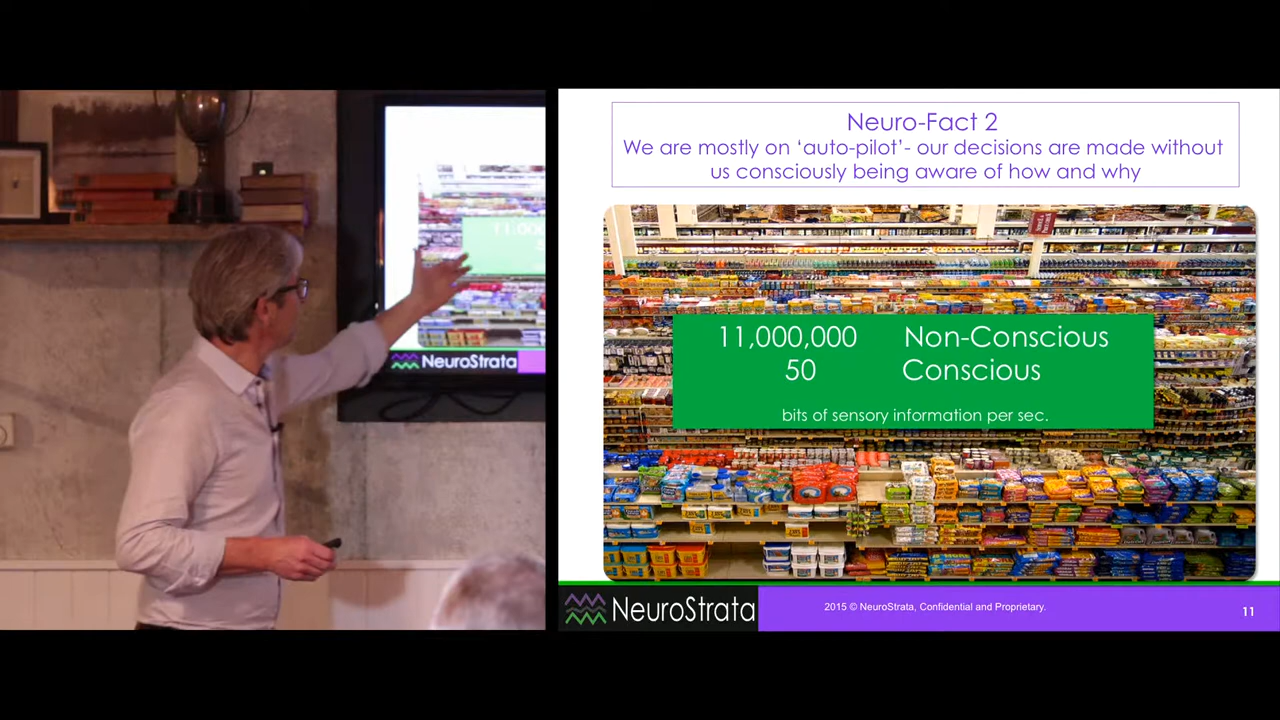 11,000
NeuroStrata
Neuro-Fact 2
We are mostly on ‘auto-pilot’- our decisions are made without
us consciously being aware of how and why
11,000,000 Non-Conscious
50 Conscious
bits of sensory information per sec.
NeuroStrata
2015 © NeuroStrata, Confidential and Proprietary.
11